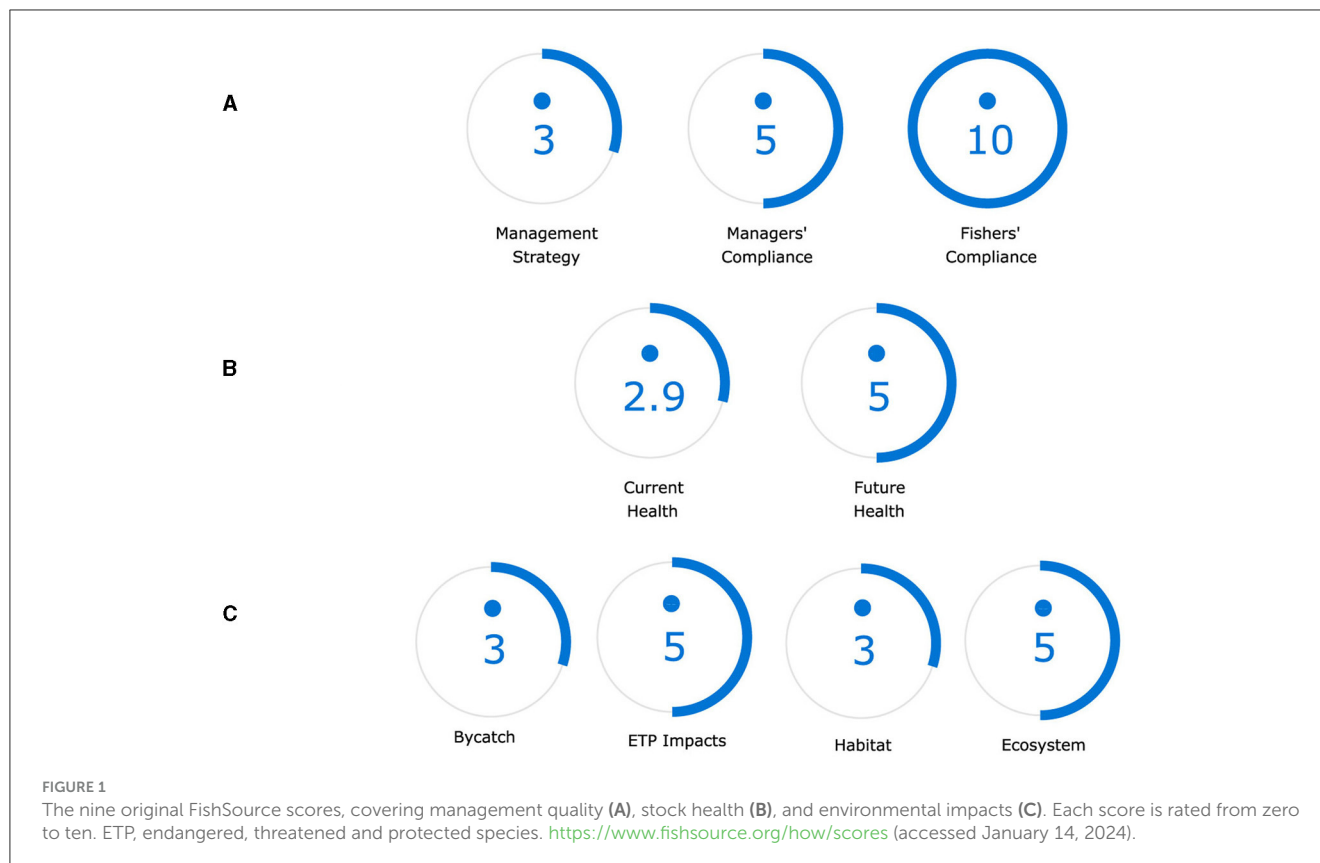 A
3
5
10
Management
Strategy
Managers'
Compliance
Fishers'
Compliance
B
2.9
5
Current
Health
Future
Health
C
3
5
3
5
Bycatch
ETP Impacts
Habitat
Ecosystem
FIGURE 1
The nine original FishSource scores, covering management quality (A), stock health (B), and environmental impacts (C). Each score is rated from zero
to ten. ETP, endangered, threatened and protected species. https://www.fishsource.org/how/scores (accessed January 14, 2024).